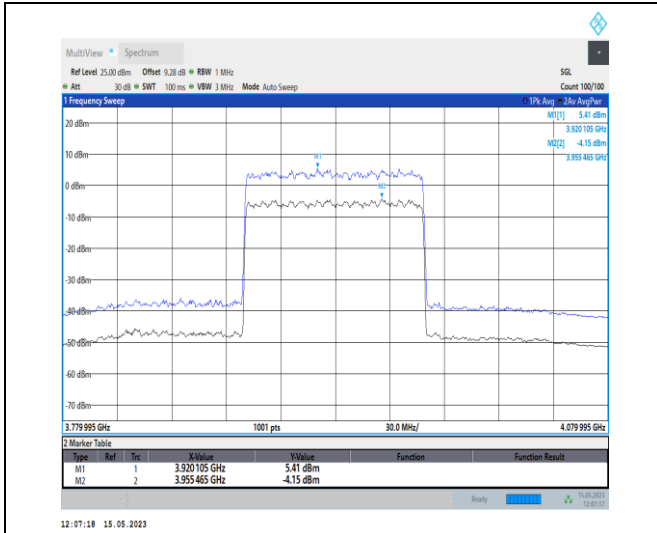 MultiView Spectrum
Ref Level 25.00 dBm Offset 9.28 dB RBW 1 MHz SGL
Att 30 dB SWT 100 ms VBW 3 MHz Mode Auto Sweep Count 100/100
1 Frequency Sweep 1Pk Avg 2Av AvgPwr
M1[1] 5.41 dBm
3.920 105 GHz
M2[2] -4.15 dBm
3.955 465 GHz
20 dBm
10 dBm
M1
0 dBm
M2
-10 dBm
-20 dBm
-30 dBm
-40 dBm
-50 dBm
-60 dBm
-70 dBm
3.779 995 GHz 1001 pts 30.0 MHz/ 4.079 995 GHz
2 Marker Table
Type Ref Trc X-Value Y-Value Function Function Result
M1 1 3.920 105 GHz 5.41 dBm
M2 2 3.955 465 GHz -4.15 dBm
Ready 15.05.2023
12:07:17
12:07:18 15.05.2023